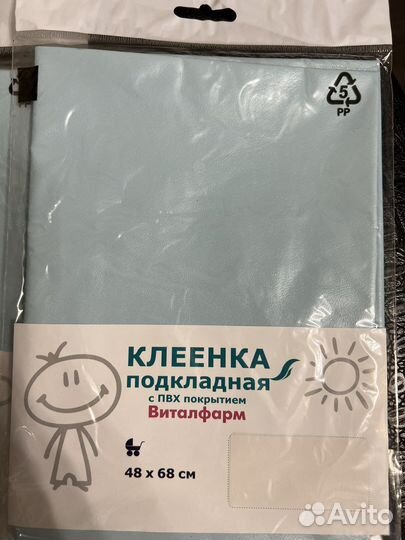 5
PP
КЛЕЕНКА
подкладная
с ПВХ покрытием
Виталфарм
48 х 68 см
Avito